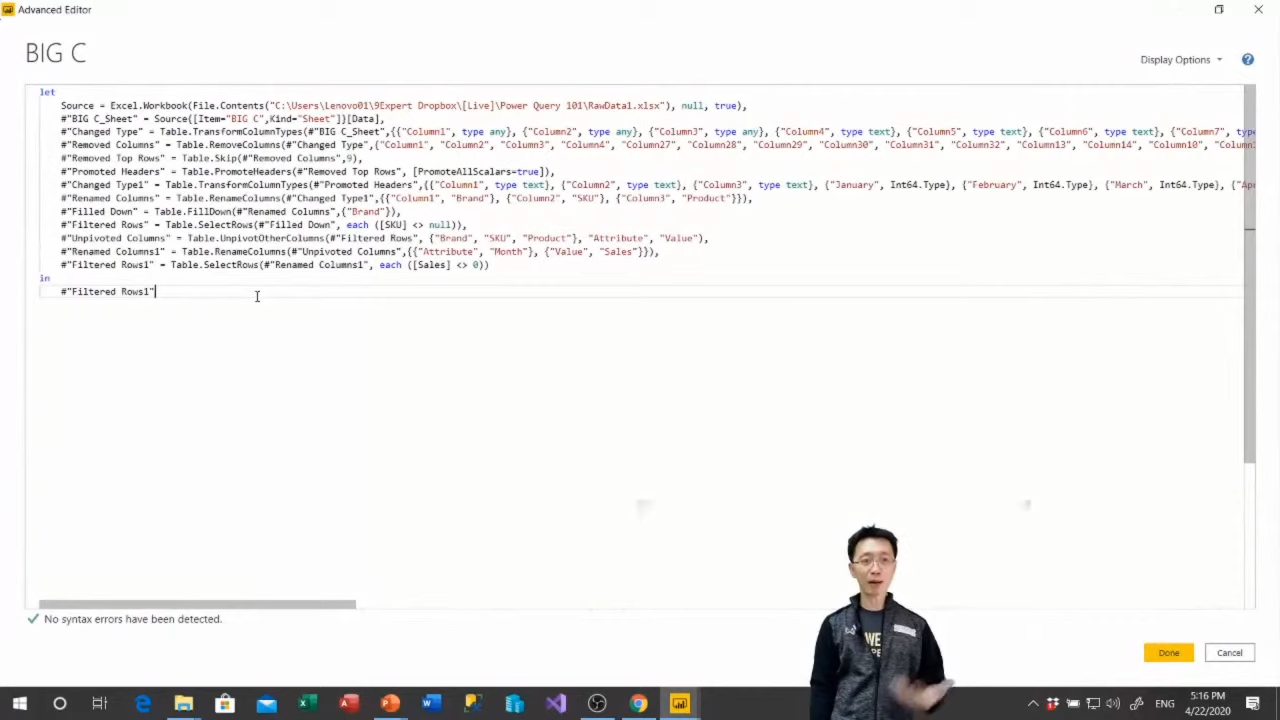 Advanced Editor
BIG C
Display Options
let
Source = Excel.Workbook(File.Contents("C:\Users\Lenovo01\9Expert Dropbox\[Live]\Power Query 101\RawData1.xlsx"), null, true),
#"BIG C_Sheet" = Source{[Item="BIG C",Kind="Sheet"]}[Data],
#"Changed Type" = Table.TransformColumnTypes(#"BIG C_Sheet",{{"Column1", type any}, {"Column2", type any}, {"Column3", type any}, {"Column4", type text}, {"Column5", type text}, {"Column6", type text}, {"Column7", type
#"Removed Columns" = Table.RemoveColumns(#"Changed Type",{"Column1", "Column2", "Column3", "Column4", "Column27", "Column28", "Column29", "Column30", "Column31", "Column32", "Column13", "Column14", "Column10",
#"Removed Top Rows" = Table.Skip(#"Removed Columns",9),
#"Promoted Headers" = Table.PromoteHeaders(#"Removed Top Rows", [PromoteAllScalars=true]),
#"Changed Type1" = Table.TransformColumnTypes(#"Promoted Headers",{{"Column1", type text}, {"Column2", type text}, {"Column3", type text}, {"January", Int64.Type}, {"February", Int64.Type}, {"March", Int64.Type},
#"Renamed Columns" = Table.RenameColumns(#"Changed Type1",{{"Column1", "Brand"}, {"Column2", "SKU"}, {"Column3", "Product"}}),
#"Filled Down" = Table.FillDown(#"Renamed Columns",{"Brand"}),
#"Filtered Rows" = Table.SelectRows(#"Filled Down", each ([SKU] <> null)),
#"Unpivoted Columns" = Table.UnpivotOtherColumns(#"Filtered Rows", {"Brand", "SKU", "Product"}, "Attribute", "Value"),
#"Renamed Columns1" = Table.RenameColumns(#"Unpivoted Columns",{{"Attribute", "Month"}, {"Value", "Sales"}}),
#"Filtered Rows1" = Table.SelectRows(#"Renamed Columns1", each ([Sales] <> 0))
in
#"Filtered Rows1"
No syntax errors have been detected.
Done
Cancel
ENG
5:16 PM
4/22/2020